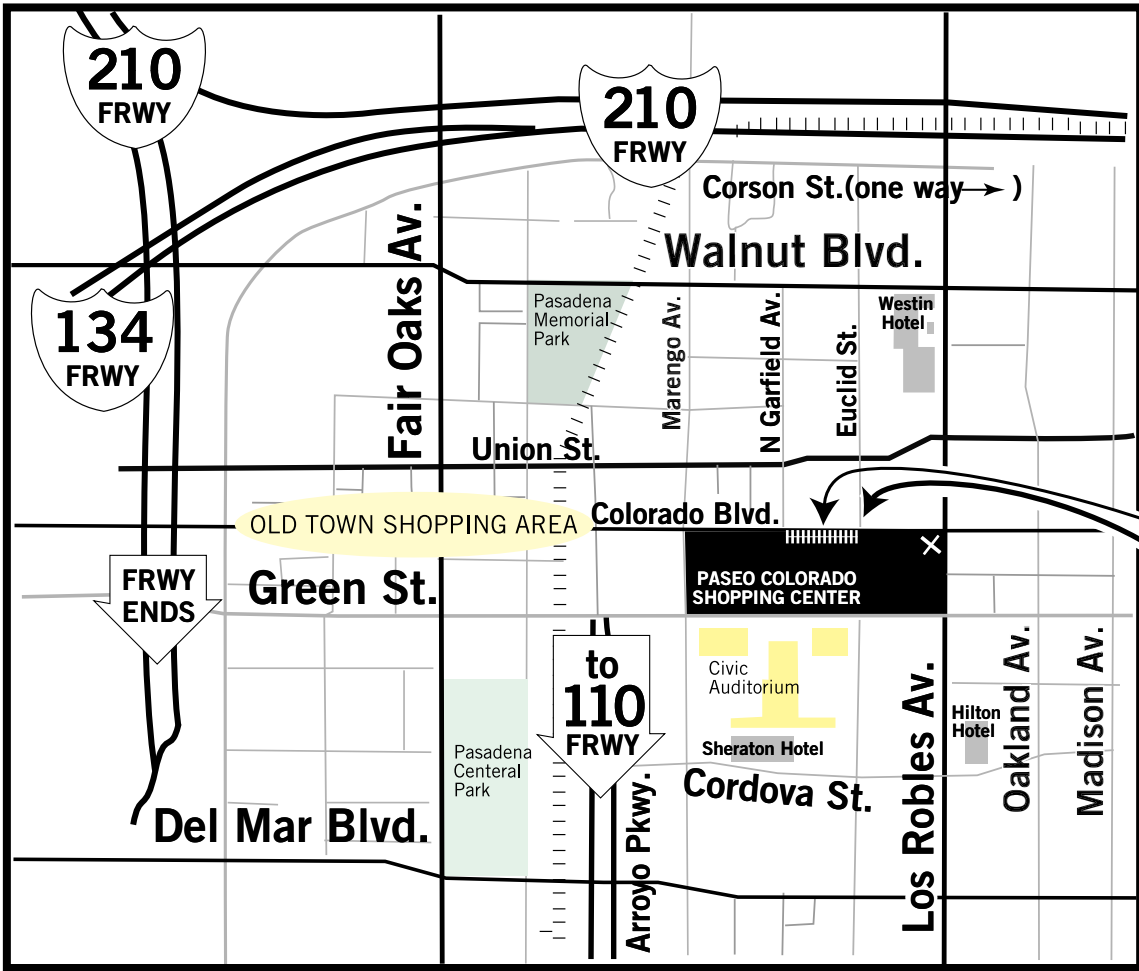 210
FRWY
210
FRWY
Corson St.(one way → )
Walnut Blvd.
134
FRWY
Fair Oaks Av.
Pasadena
Memorial
Park
Marengo Av.
N Garfield Av.
Euclid St.
Westin
Hotel
Union St.
OLD TOWN SHOPPING AREA
Colorado Blvd.
PASEO COLORADO
SHOPPING CENTER
FRWY
ENDS
Green St.
to
110
FRWY
Civic
Auditorium
Sheraton Hotel
Los Robles Av.
Hilton
Hotel
Oakland Av.
Madison Av.
Pasadena
Centeral
Park
Cordova St.
Del Mar Blvd.
Arroyo Pkwy.